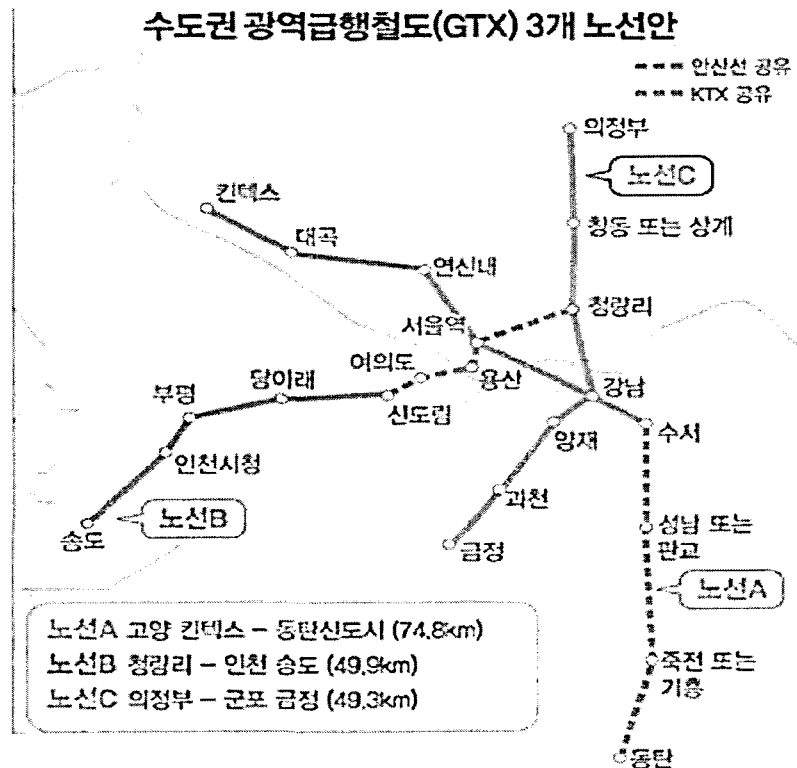 수도권 광역급행철도(GTX) 3개 노선안
안산선 공유
KTX 공유
의정부
노선C
킨텍스
대곡
창동 또는 상계
연신내
청량리
서울역
여의도
용산
당아래
강남
부평
신도림
수서
양재
인천시청
과천
노선B
성남 또는
판교
송도
금정
노선A
노선A 고양 킨텍스 – 동탄신도시 (74.8km)
노선B 청량리 – 인천 송도 (49.9km)
노선C 의정부 – 군포 금정 (49.3km)
죽전 또는
기흥
동탄